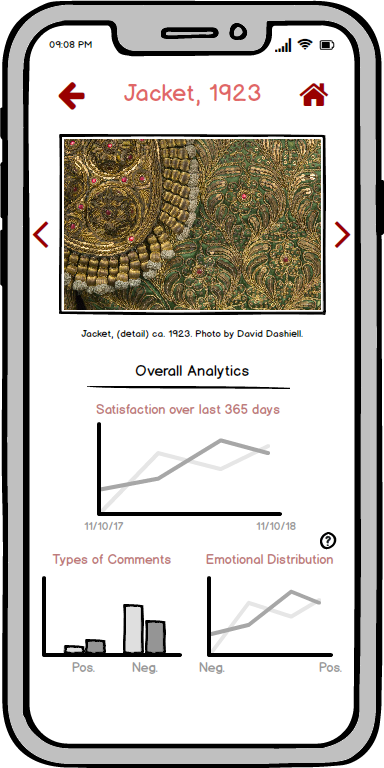 09:08 PM
Jacket, 1923
Jacket, (detail) ca. 1923. Photo by David Dashiell.
Overall Analytics
Satisfaction over last 365 days
11/10/17 11/10/18
?
Types of Comments Emotional Distribution
Pos. Neg. Neg. Pos.